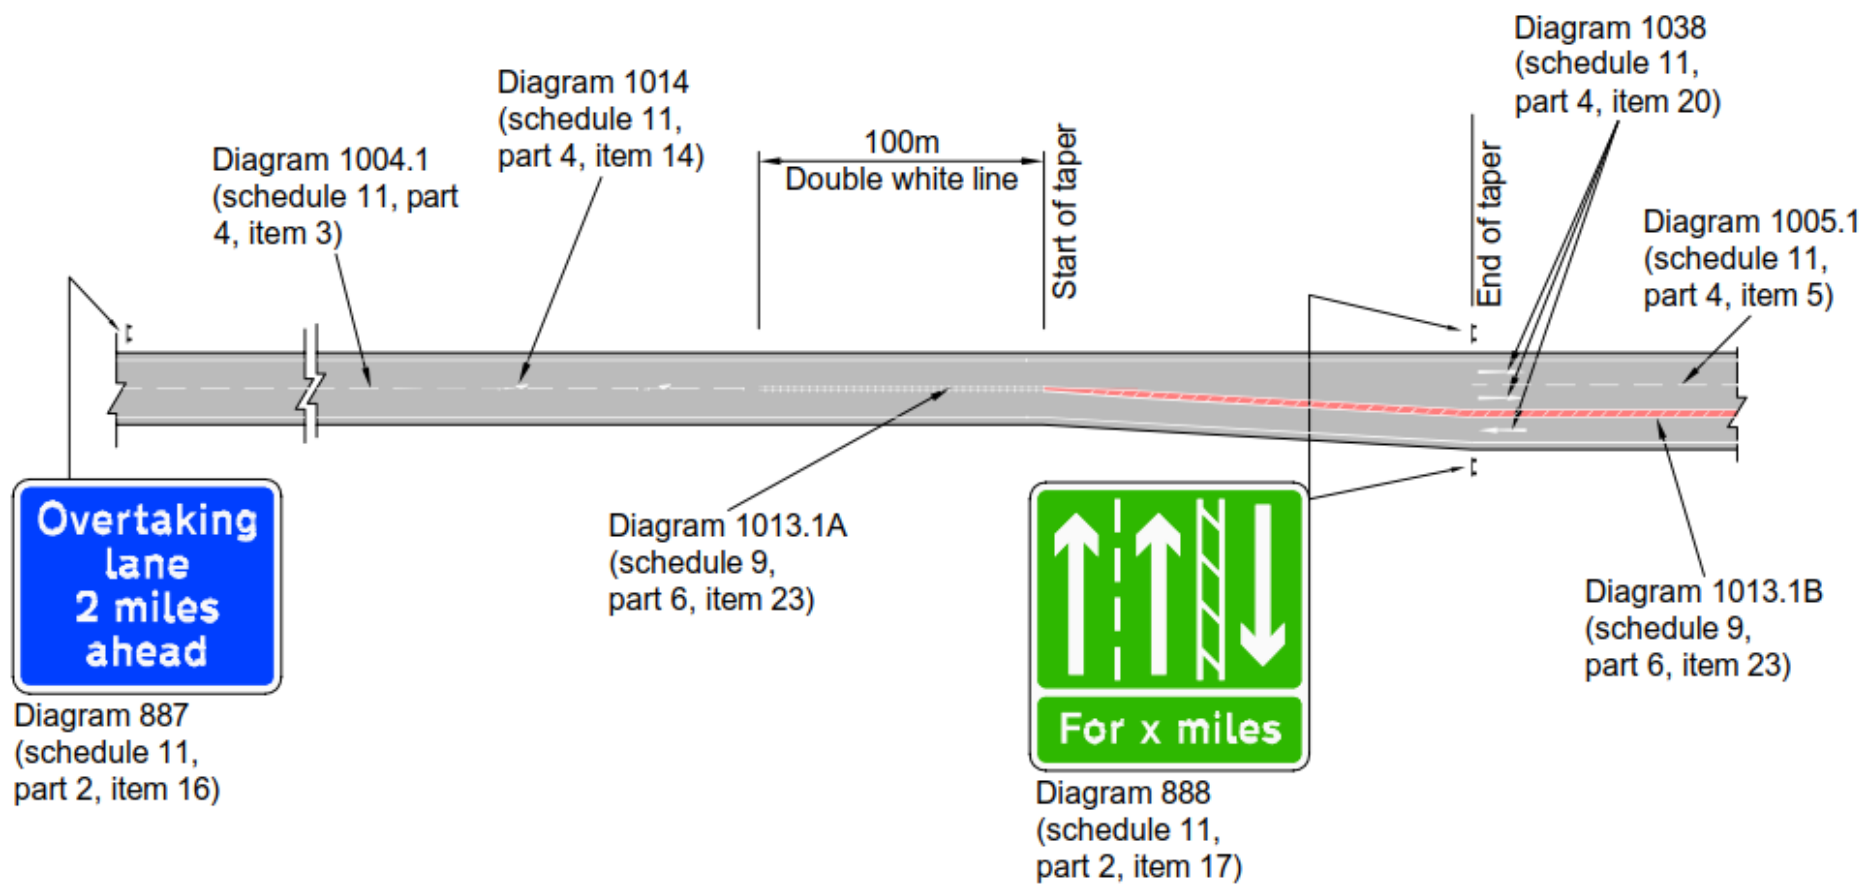 Diagram 1038
(schedule 11,
part 4, item 20)
Diagram 1014
(schedule 11,
part 4, item 14)
100m
Double white line
Start of taper
End of taper
Diagram 1004.1
(schedule 11, part
4, item 3)
Diagram 1005.1
(schedule 11,
part 4, item 5)
Overtaking
lane
2 miles
ahead
Diagram 887
(schedule 11,
part 2, item 16)
Diagram 1013.1A
(schedule 9,
part 6, item 23)
For x miles
Diagram 888
(schedule 11,
part 2, item 17)
Diagram 1013.1B
(schedule 9,
part 6, item 23)